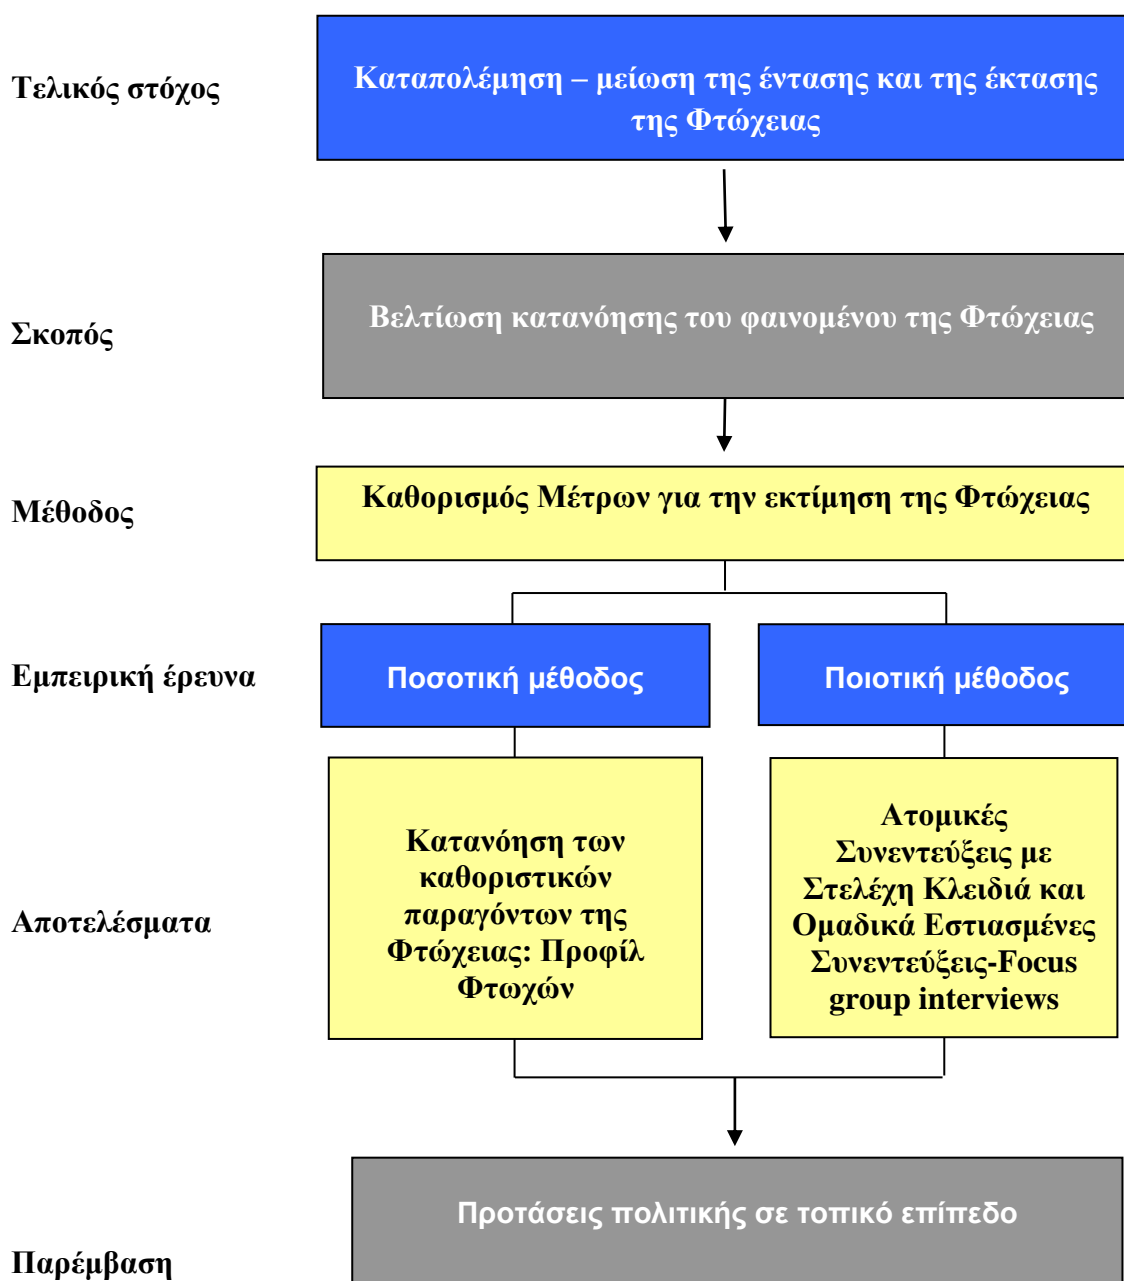 Τελικός στόχος
Καταπολέμηση – μείωση της έντασης και της έκτασης
της Φτώχειας
Σκοπός
Βελτίωση κατανόησης του φαινομένου της Φτώχειας
Μέθοδος
Καθορισμός Μέτρων για την εκτίμηση της Φτώχειας
Εμπειρική έρευνα
Ποσοτική μέθοδος
Ποιοτική μέθοδος
Αποτελέσματα
Κατανόηση των
καθοριστικών
παραγόντων της
Φτώχειας: Προφίλ
Φτωχών
Ατομικές
Συνεντεύξεις με
Στελέχη Κλειδιά και
Ομαδικά Εστιασμένες
Συνεντεύξεις-Focus
group interviews
Προτάσεις πολιτικής σε τοπικό επίπεδο
Παρέμβαση